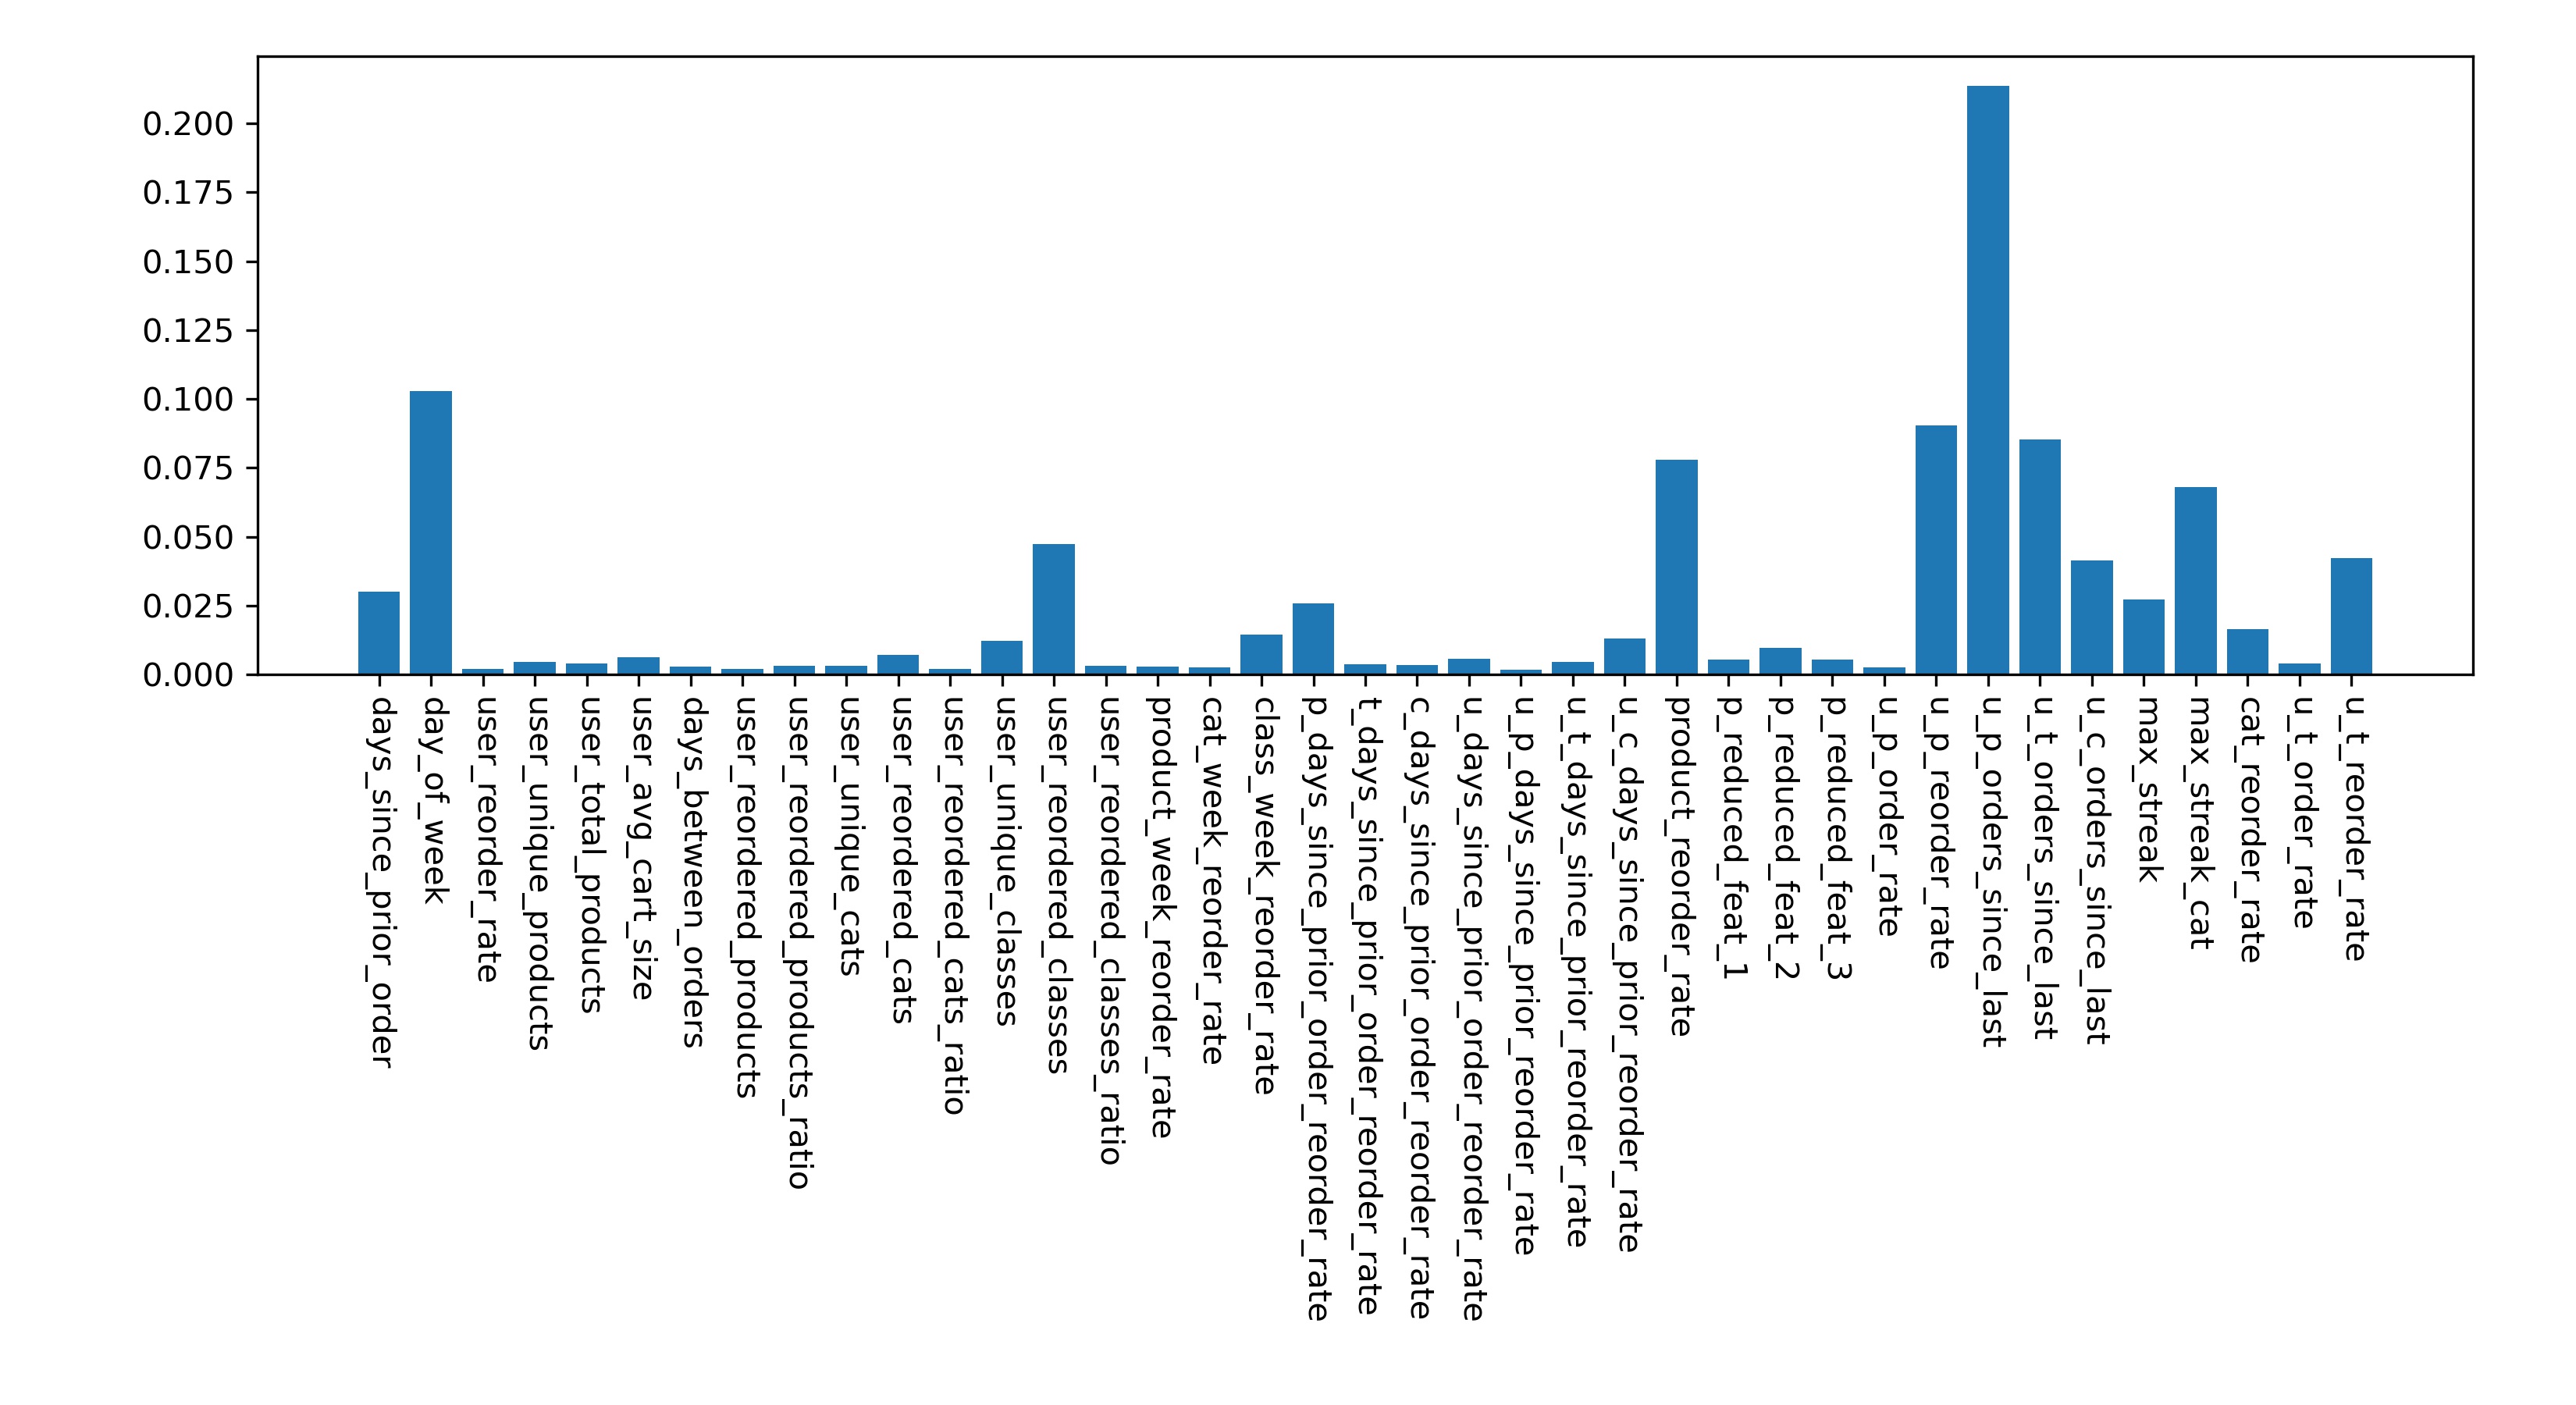 0.200
0.175
0.150
0.125
0.100
0.075
0.050
0.025
0.000
days_since_prior_order
day_of_week
user_reorder_rate
user_unique_products
user_total_products
user_avg_cart_size
days_between_orders
user_reordered_products
user_reordered_products_ratio
user_unique_cats
user_reordered_cats
user_reordered_cats_ratio
user_unique_classes
user_reordered_classes
user_reordered_classes_ratio
product_week_reorder_rate
cat_week_reorder_rate
class_week_reorder_rate
p_days_since_prior_order_reorder_rate
t_days_since_prior_order_reorder_rate
c_days_since_prior_order_reorder_rate
u_days_since_prior_order_reorder_rate
u_p_days_since_prior_reorder_rate
u_t_days_since_prior_reorder_rate
u_c_days_since_prior_reorder_rate
product_reorder_rate
p_reduced_feat_1
p_reduced_feat_2
p_reduced_feat_3
u_p_order_rate
u_p_reorder_rate
u_p_orders_since_last
u_t_orders_since_last
u_c_orders_since_last
max_streak
max_streak_cat
cat_reorder_rate
u_t_order_rate
u_t_reorder_rate